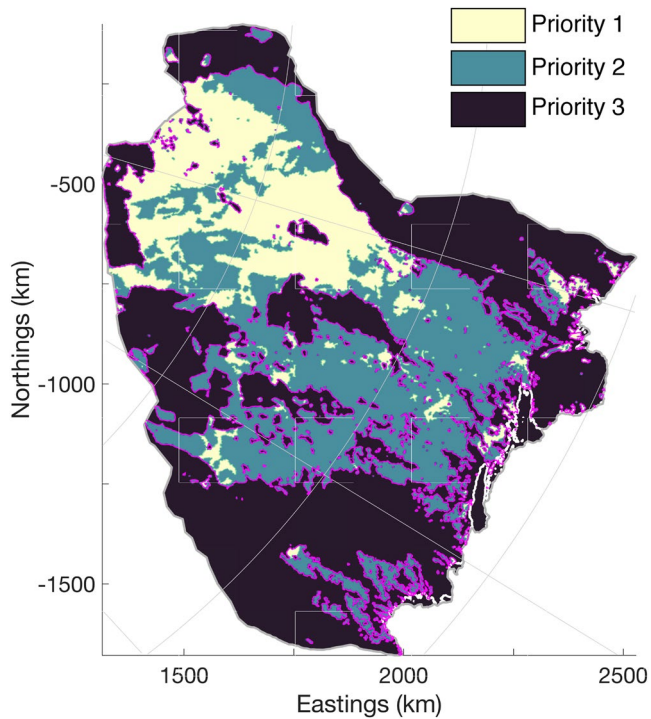 Priority 1
Priority 2
Priority 3
-500
-1000
-1500
Northings (km)
1500
2000
2500
Eastings (km)